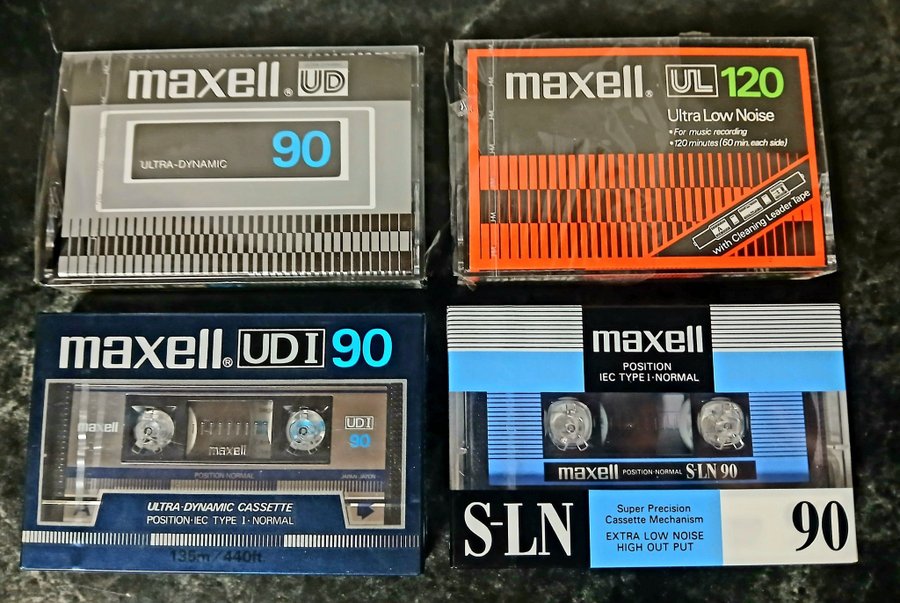 maxell® UD
ULTRA-DYNAMIC 90
maxell® UL 120
Ultra Low Noise
• For music recording
• 120 minutes (60 min. each side)
with Cleaning Leader Tape
maxell® UD I 90
maxell
UD I
90
maxell
POSITION·NORMAL
A
ULTRA-DYNAMIC CASSETTE
POSITION·IEC TYPE I·NORMAL
135m/440ft.
maxell
POSITION
IEC TYPE I·NORMAL
maxell POSITION·NORMAL S-LN 90
S-LN
Super Precision
Cassette Mechanism
EXTRA LOW NOISE
HIGH OUT PUT
90